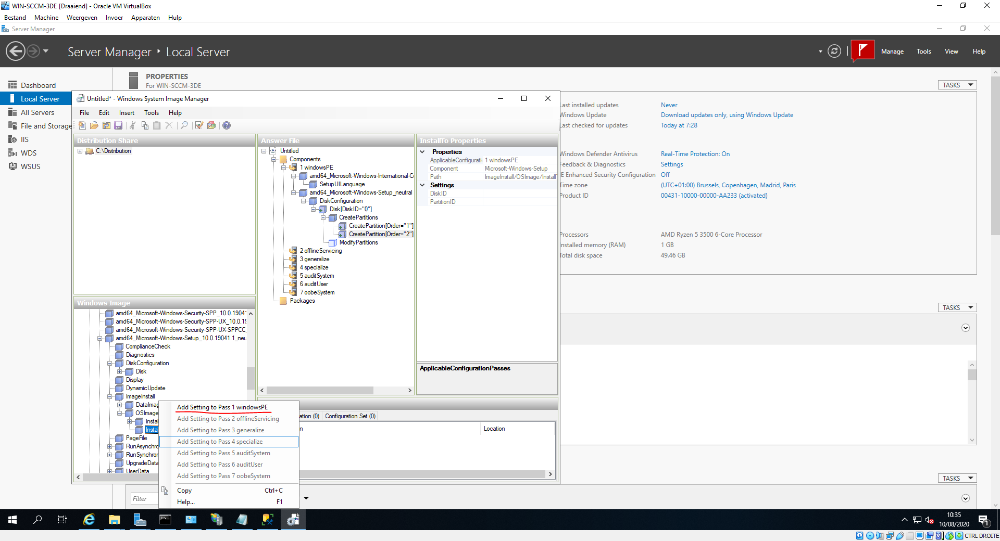 WIN-SCCM-3DE [Draaiend] - Oracle VM VirtualBox
Bestand Machine Weergeven Invoer Apparaten Hulp
Server Manager
Server Manager ‣ Local Server
Manage Tools View Help
Dashboard
Local Server
All Servers
File and Storage
IIS
WDS
WSUS
PROPERTIES
For WIN-SCCM-3DE
TASKS
Untitled* - Windows System Image Manager
File Edit Insert Tools Help
Distribution Share
C:\Distribution
Answer File
Untitled
Components
1 windowsPE
amd64_Microsoft-Windows-International-Co
SetupUILanguage
amd64_Microsoft-Windows-Setup_neutral
DiskConfiguration
Disk[DiskID="0"]
CreatePartitions
CreatePartition[Order="1"]
CreatePartition[Order="2"]
ModifyPartitions
2 offlineServicing
3 generalize
4 specialize
5 auditSystem
6 auditUser
7 oobeSystem
Packages
InstallTo Properties
Properties
ApplicableConfigurati 1 windowsPE
Component Microsoft-Windows-Setup
Path ImageInstall/OSImage/InstallT
Settings
DiskID
PartitionID
ApplicableConfigurationPasses
Windows Image
amd64_Microsoft-Windows-Security-SPP_10.0.19041
amd64_Microsoft-Windows-Security-SPP-UX_10.0.19
amd64_Microsoft-Windows-Security-SPP-UX-SPPCC_
amd64_Microsoft-Windows-Setup_10.0.19041.1_neu
ComplianceCheck
Diagnostics
DiskConfiguration
Disk
Display
DynamicUpdate
ImageInstall
DataImag
OSImage
Instal
Instal
PageFile
RunAsynchro
RunSynchron
UpgradeData
UserData
Add Setting to Pass 1 windowsPE
Add Setting to Pass 2 offlineServicing
Add Setting to Pass 3 generalize
Add Setting to Pass 4 specialize
Add Setting to Pass 5 auditSystem
Add Setting to Pass 6 auditUser
Add Setting to Pass 7 oobeSystem
Copy Ctrl+C
Help... F1
ation (0) Configuration Set (0)
n Location
Last installed updates Never
Windows Update Download updates only, using Windows Update
Last checked for updates Today at 7:28
Windows Defender Antivirus Real-Time Protection: On
Feedback & Diagnostics Settings
IE Enhanced Security Configuration Off
Time zone (UTC+01:00) Brussels, Copenhagen, Madrid, Paris
Product ID 00431-10000-00000-AA233 (activated)
Processors AMD Ryzen 5 3500 6-Core Processor
Installed memory (RAM) 1 GB
Total disk space 49.46 GB
TASKS
TASKS
Filter
10:35
10/08/2020
1
CTRL DROITE